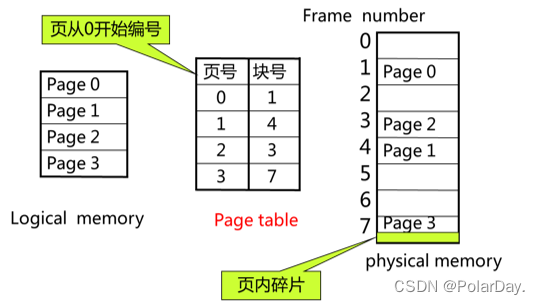 Frame number
页从0开始编号
Page 0
Page 1
Page 2
Page 3
Logical memory
页号 块号
0 1
1 4
2 3
3 7
Page table
0
1 Page 0
2
3 Page 2
4 Page 1
5
6
7 Page 3
页内碎片
physical memory
CSDN @PolarDay.